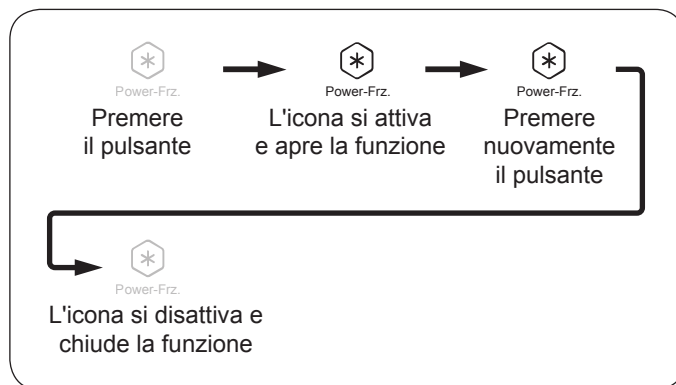 Power-Frz.
Premere
il pulsante
Power-Frz.
L'icona si attiva
e apre la funzione
Power-Frz.
Premere
nuovamente
il pulsante
Power-Frz.
L'icona si disattiva e
chiude la funzione